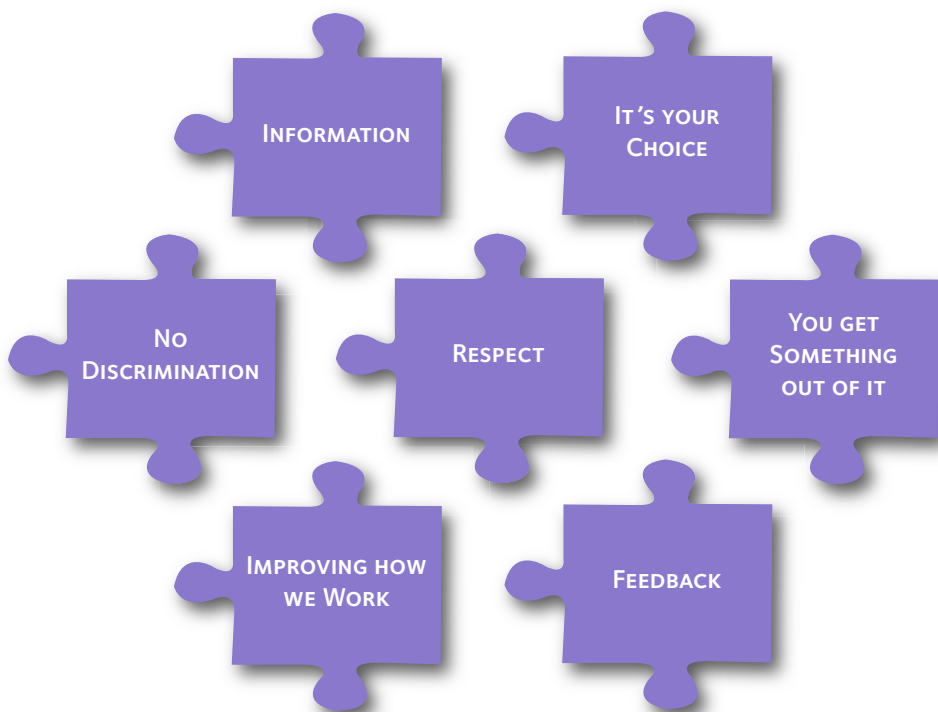 Information
It's your
Choice
No
Discrimination
Respect
You get
Something
out of it
Improving how
we Work
Feedback